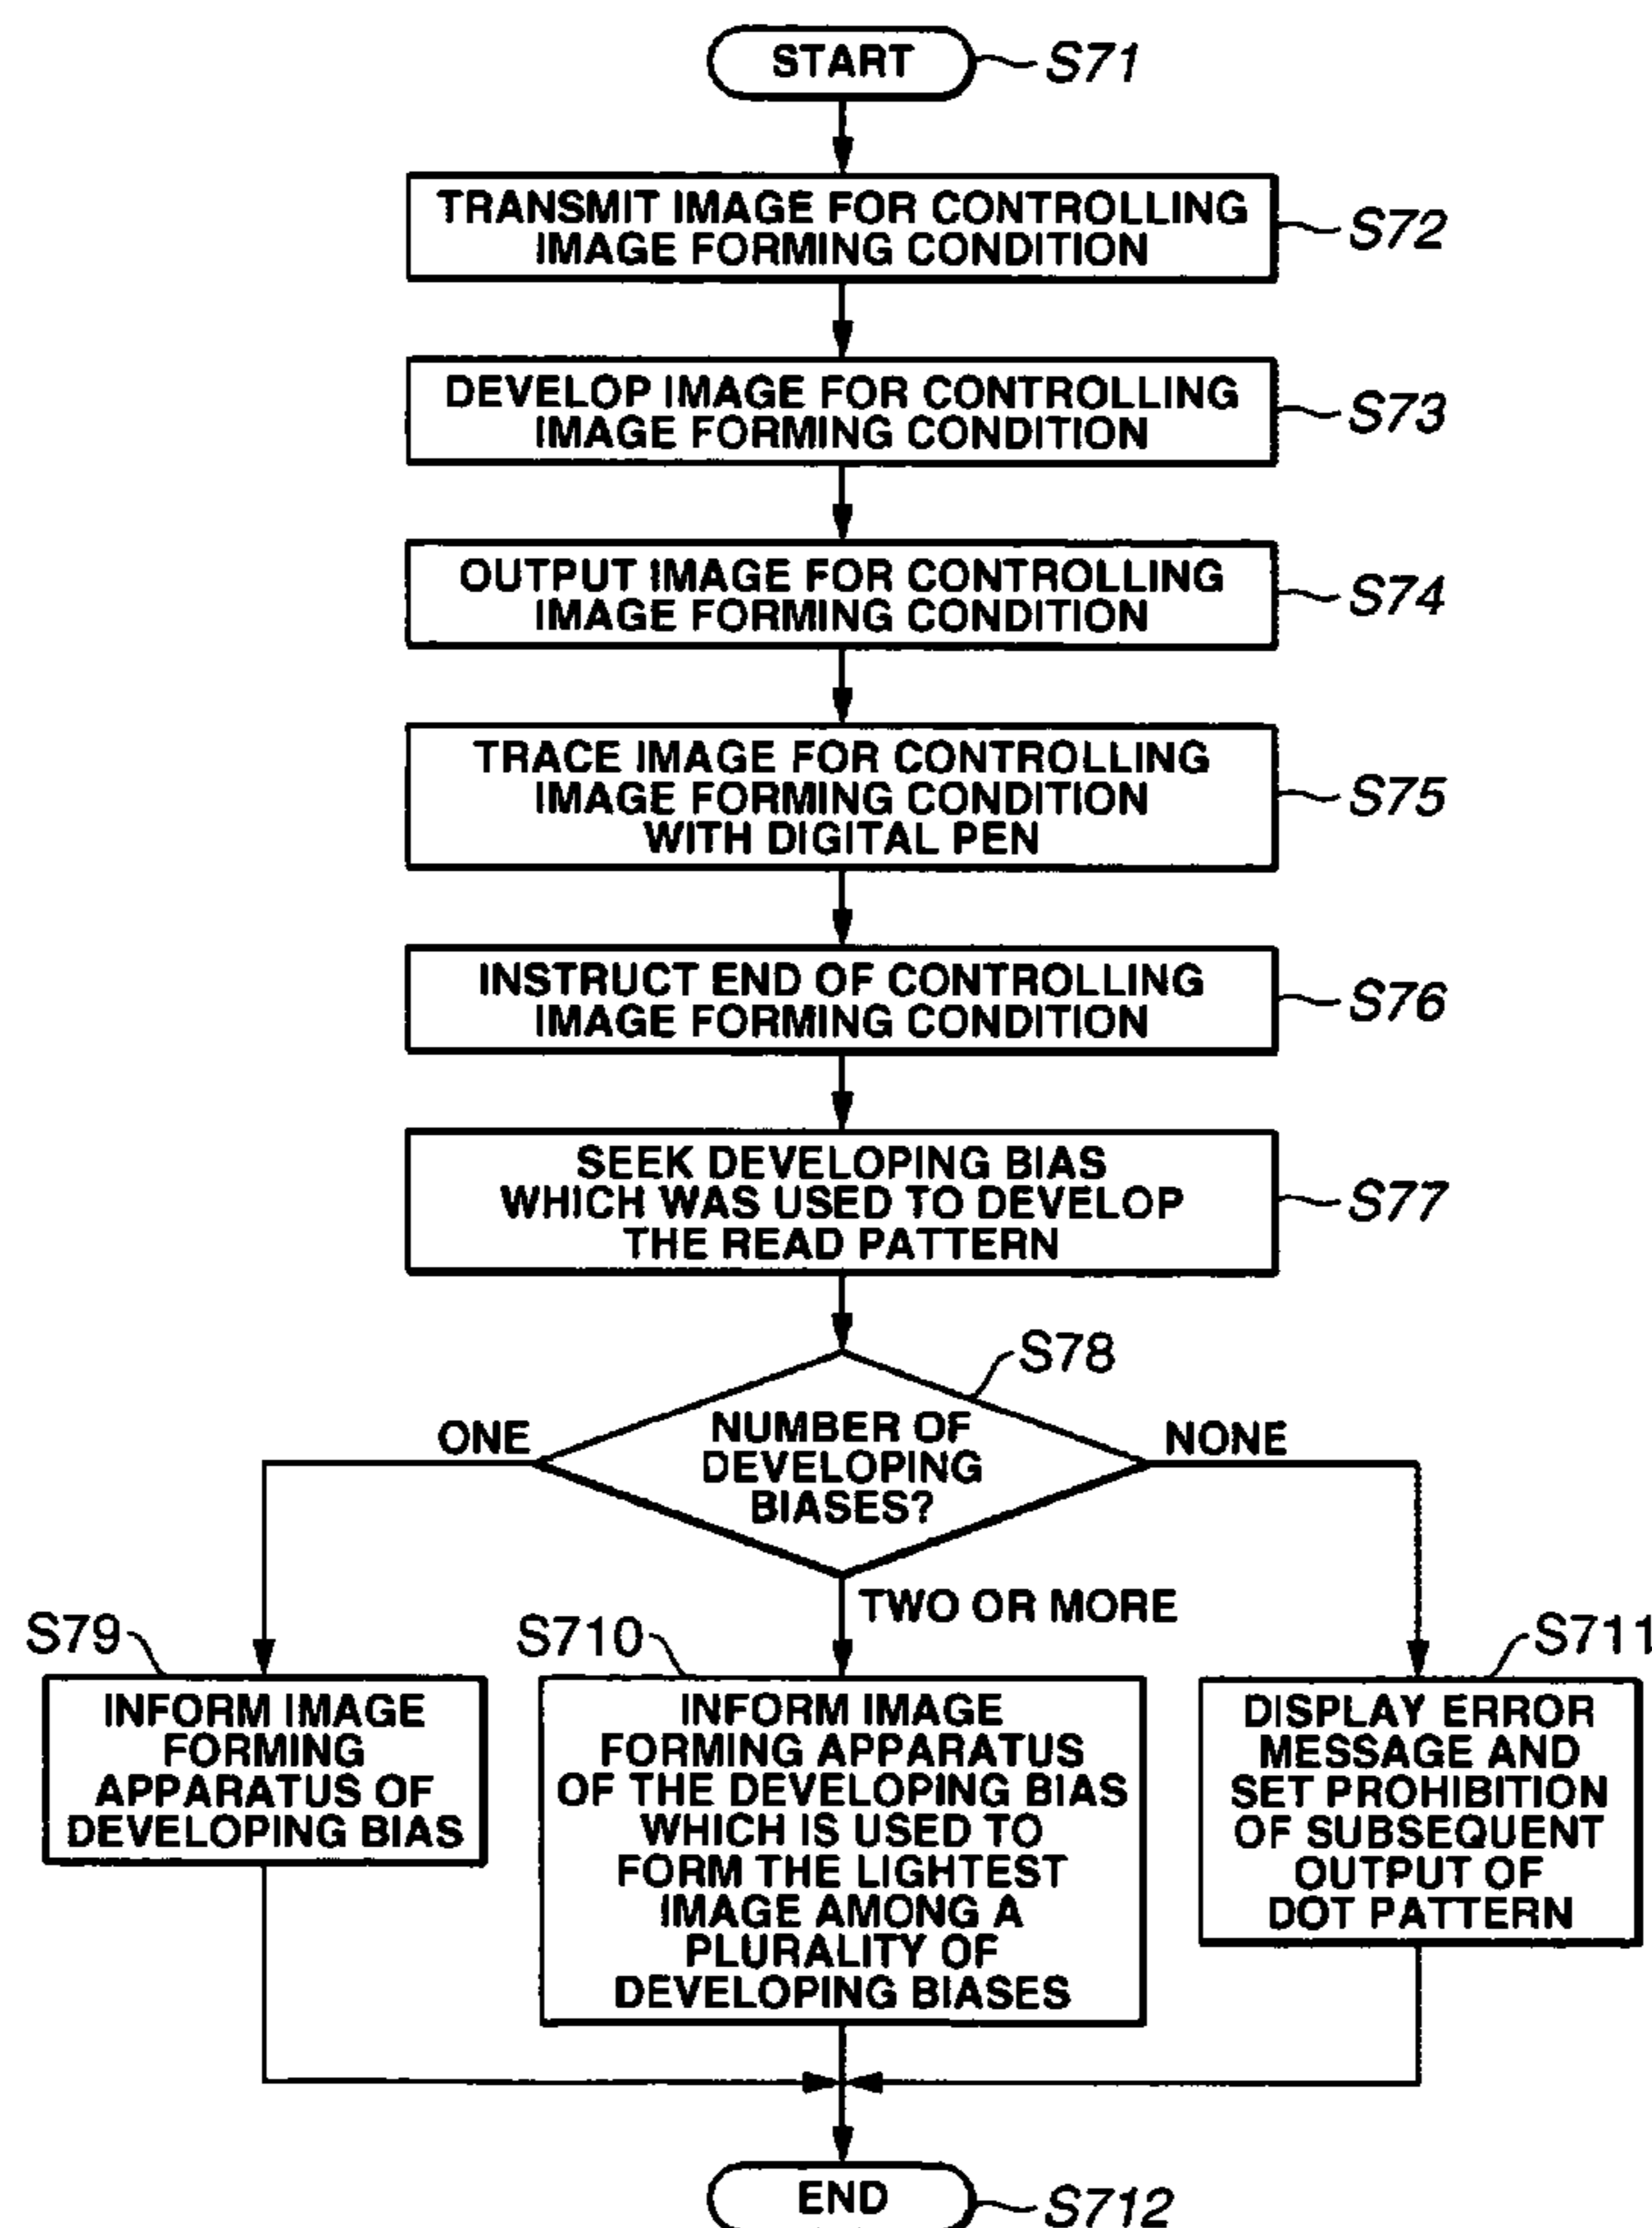 START
S71
TRANSMIT IMAGE FOR CONTROLLING
IMAGE FORMING CONDITION
S72
DEVELOP IMAGE FOR CONTROLLING
IMAGE FORMING CONDITION
S73
OUTPUT IMAGE FOR CONTROLLING
IMAGE FORMING CONDITION
S74
TRACE IMAGE FOR CONTROLLING
IMAGE FORMING CONDITION
WITH DIGITAL PEN
S75
INSTRUCT END OF CONTROLLING
IMAGE FORMING CONDITION
S76
SEEK DEVELOPING BIAS
WHICH WAS USED TO DEVELOP
THE READ PATTERN
S77
S78
NUMBER OF
DEVELOPING
BIASES?
ONE
NONE
TWO OR MORE
S79
INFORM IMAGE
FORMING
APPARATUS OF
DEVELOPING BIAS
S710
INFORM IMAGE
FORMING APPARATUS
OF THE DEVELOPING BIAS
WHICH IS USED TO
FORM THE LIGHTEST
IMAGE AMONG A
PLURALITY OF
DEVELOPING BIASES
S711
DISPLAY ERROR
MESSAGE AND
SET PROHIBITION
OF SUBSEQUENT
OUTPUT OF
DOT PATTERN
END
S712